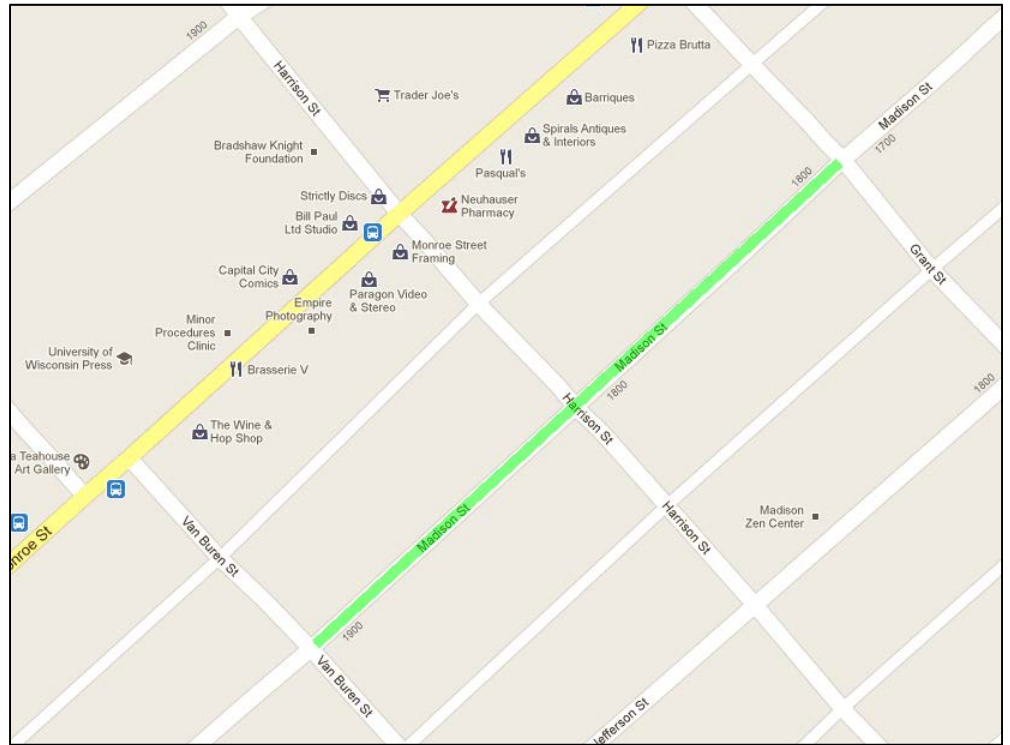 1900
Harrison St
Pizza Brutta
Trader Joe's
Barriques
Madison St
1700
Spirals Antiques
& Interiors
Bradshaw Knight
Foundation
Pasqual's
1800
Strictly Discs
Neuhauser
Pharmacy
Bill Paul
Ltd Studio
Monroe Street
Framing
Grant St
Capital City
Comics
Paragon Video
& Stereo
Empire
Photography
Minor
Procedures
Clinic
University of
Wisconsin Press
Madison St
Brasserie V
1800
1800
Harrison St
The Wine &
Hop Shop
a Teahouse
Art Gallery
Madison St
Harrison St
Madison
Zen Center
Van Buren St
onroe St
1900
Van Buren St
Jefferson St